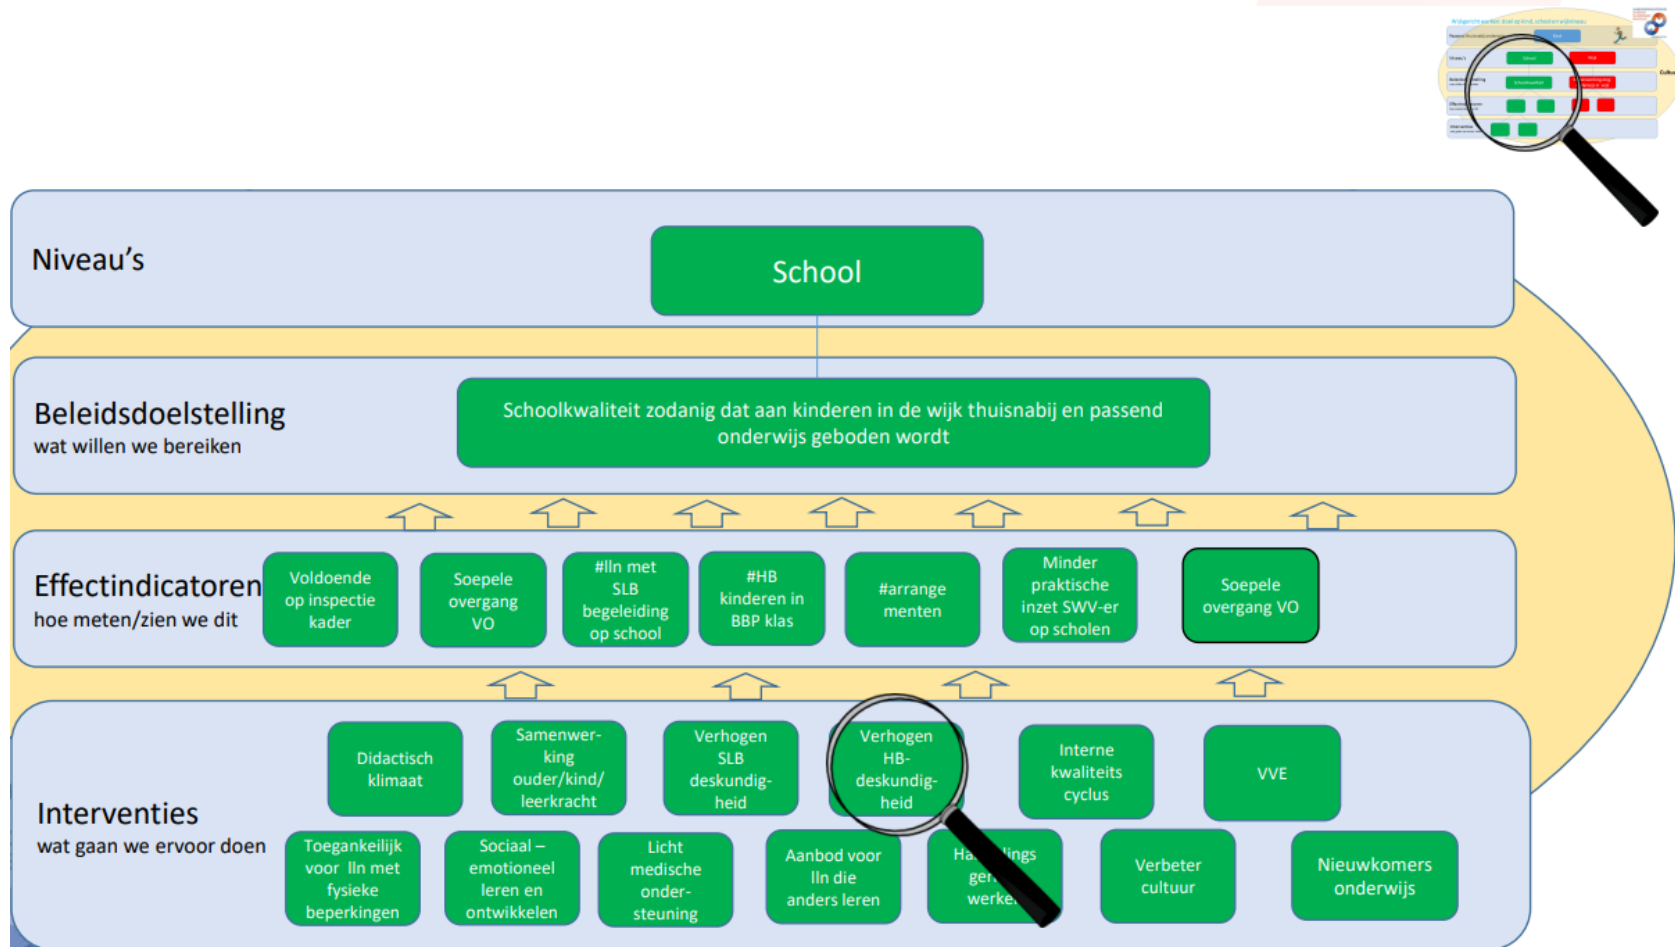 Niveau's
School
Beleidsdoelstelling
wat willen we bereiken
Schoolkwaliteit zodanig dat aan kinderen in de wijk thuisnabij en passend
onderwijs geboden wordt
Effectindicatoren
hoe meten/zien we dit
Voldoende
op inspectie
kader
Soepele
overgang
VO
#lln met
SLB
begeleiding
op school
#HB
kinderen in
BBP klas
#arrange
menten
Minder
praktische
inzet SWV-er
op scholen
Soepele
overgang VO
Interventies
wat gaan we ervoor doen
Didactisch
klimaat
Samenwer-
king
ouder/kind/
leerkracht
Verhogen
SLB
deskundig-
heid
Verhogen
HB-
deskundig-
heid
Interne
kwaliteits
cyclus
VVE
Toegankeilijk
voor lln met
fysieke
beperkingen
Sociaal –
emotioneel
leren en
ontwikkelen
Licht
medische
onder-
steuning
Aanbod voor
lln die
anders leren
Verbeter
cultuur
Nieuwkomers
onderwijs